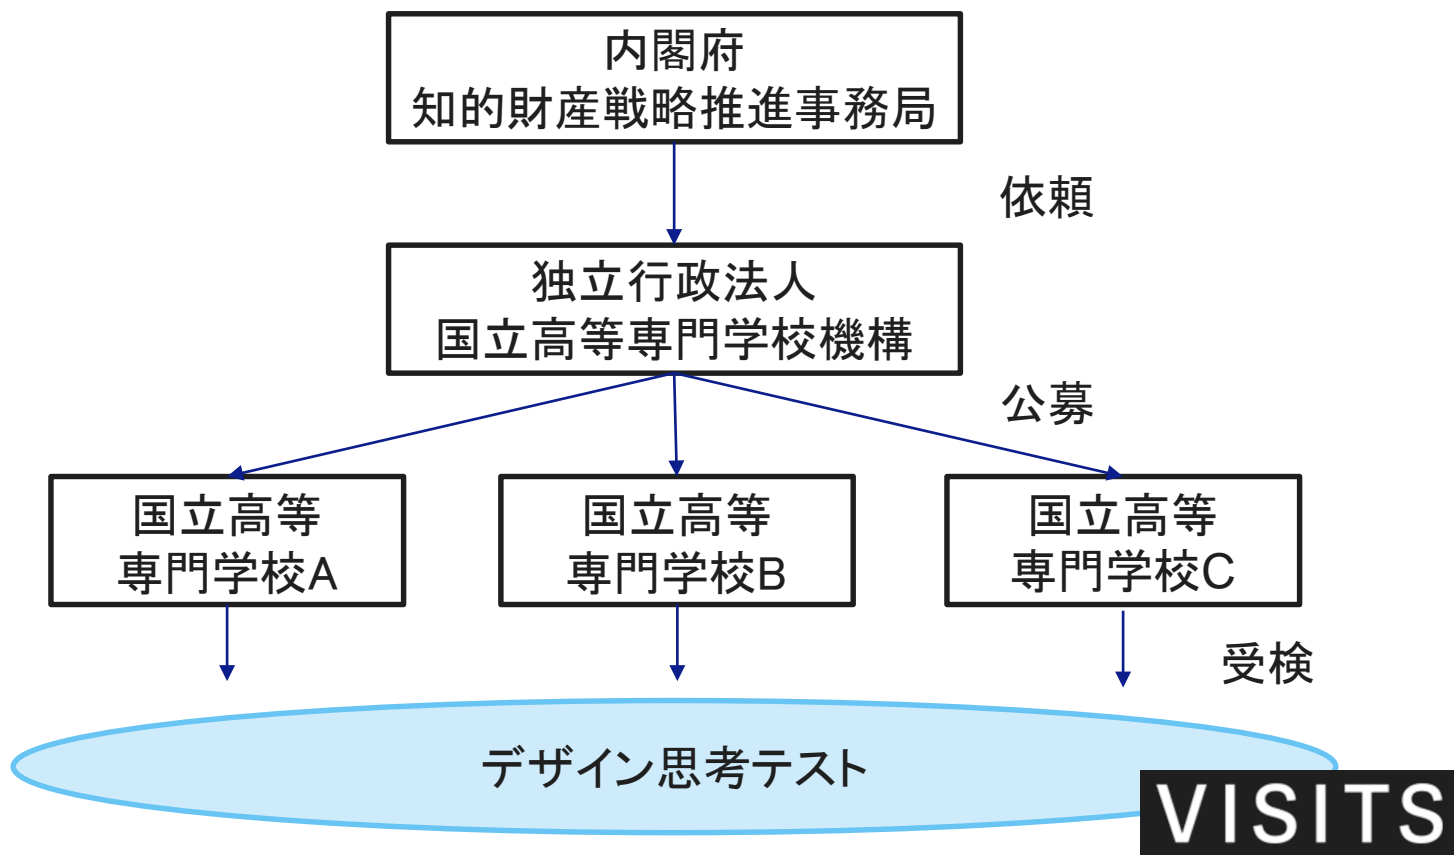 内閣府
知的財産戦略推進事務局
依頼
独立行政法人
国立高等専門学校機構
公募
国立高等
専門学校A
国立高等
専門学校B
国立高等
専門学校C
受検
デザイン思考テスト
VISITS